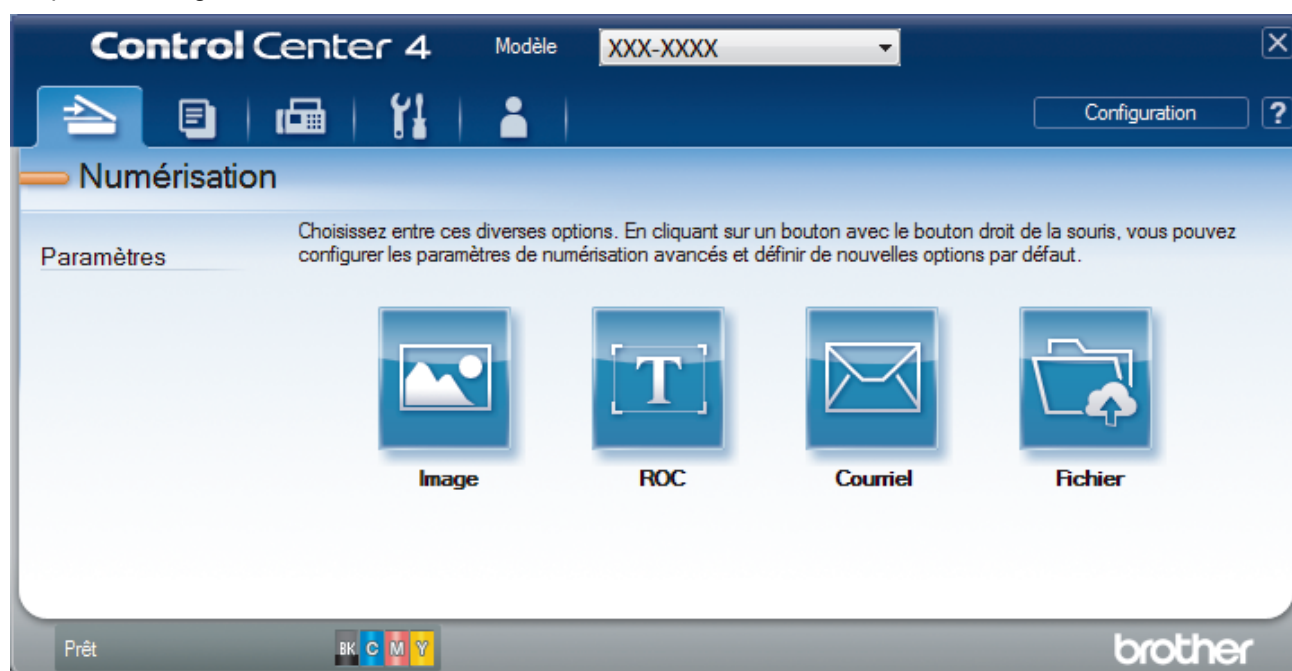 Control Center 4 Modèle XXX-XXXX
Configuration ?
Numérisation
Choisissez entre ces diverses options. En cliquant sur un bouton avec le bouton droit de la souris, vous pouvez
Paramètres
configurer les paramètres de numérisation avancés et définir de nouvelles options par défaut.
T
Image ROC Courriel Fichier
Prêt BK C M Y brother